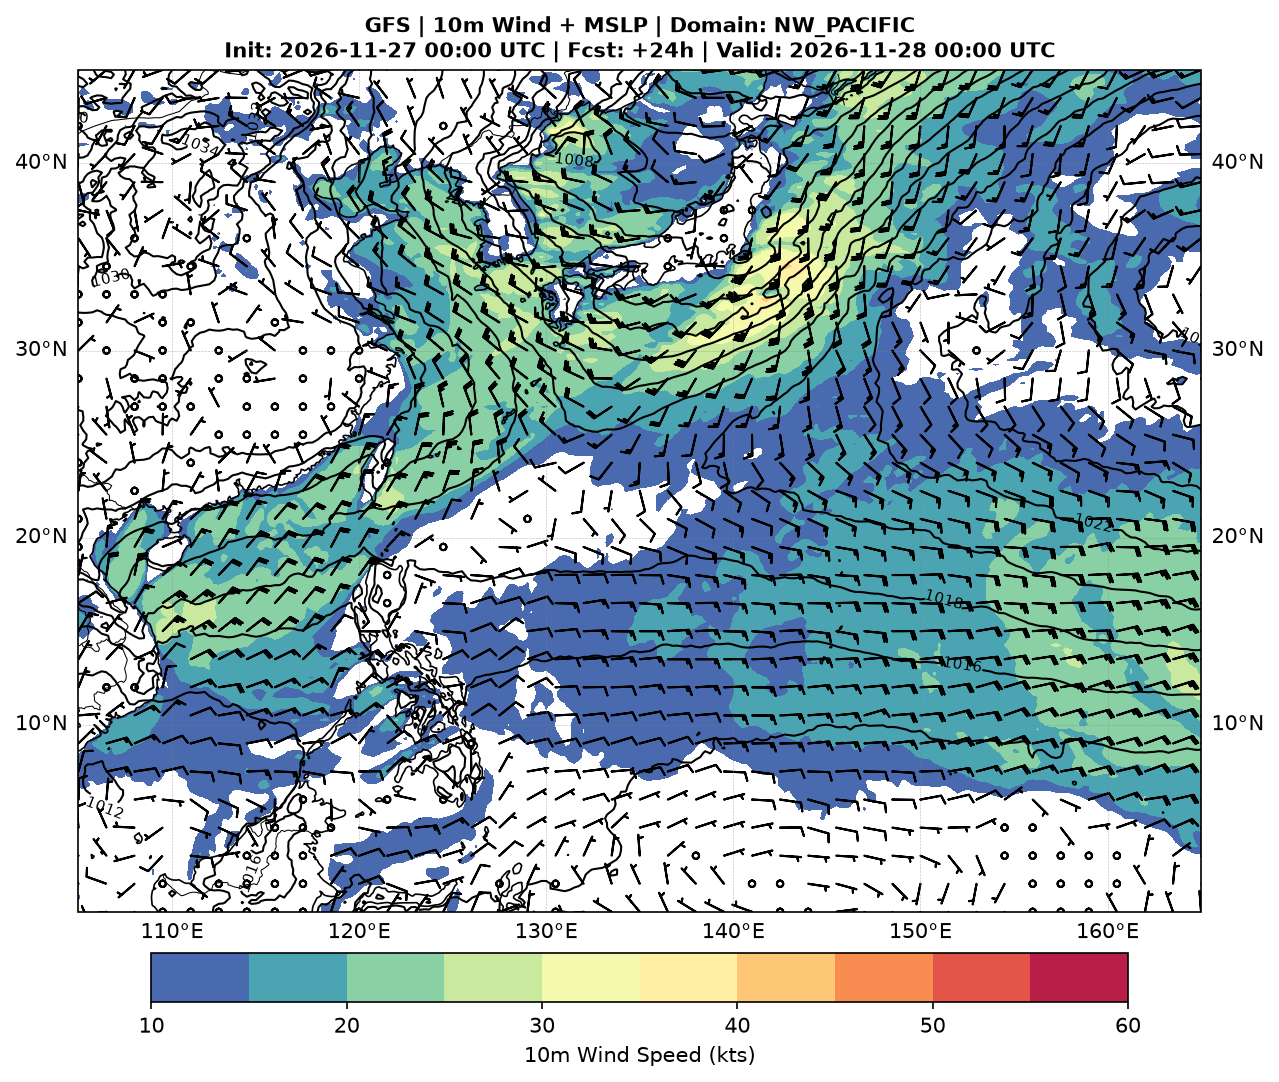 GFS | 10m Wind + MSLP | Domain: NW_PACIFIC
Init: 2026-11-27 00:00 UTC | Fcst: +24h | Valid: 2026-11-28 00:00 UTC
1034
1008
40°N
40°N
1030
30°N
30°N
1022
20°N
20°N
1018
1016
10°N
10°N
1012
1016
110°E
120°E
130°E
140°E
150°E
160°E
10
20
30
40
50
60
10m Wind Speed (kts)